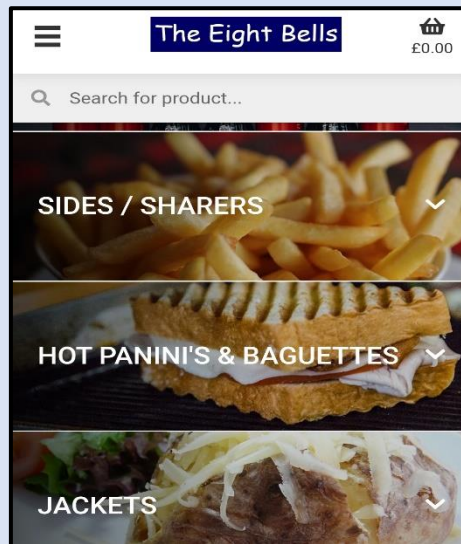 The Eight Bells
£0.00
Search for product...
SIDES / SHARERS
HOT PANINI'S & BAGUETTES
JACKETS